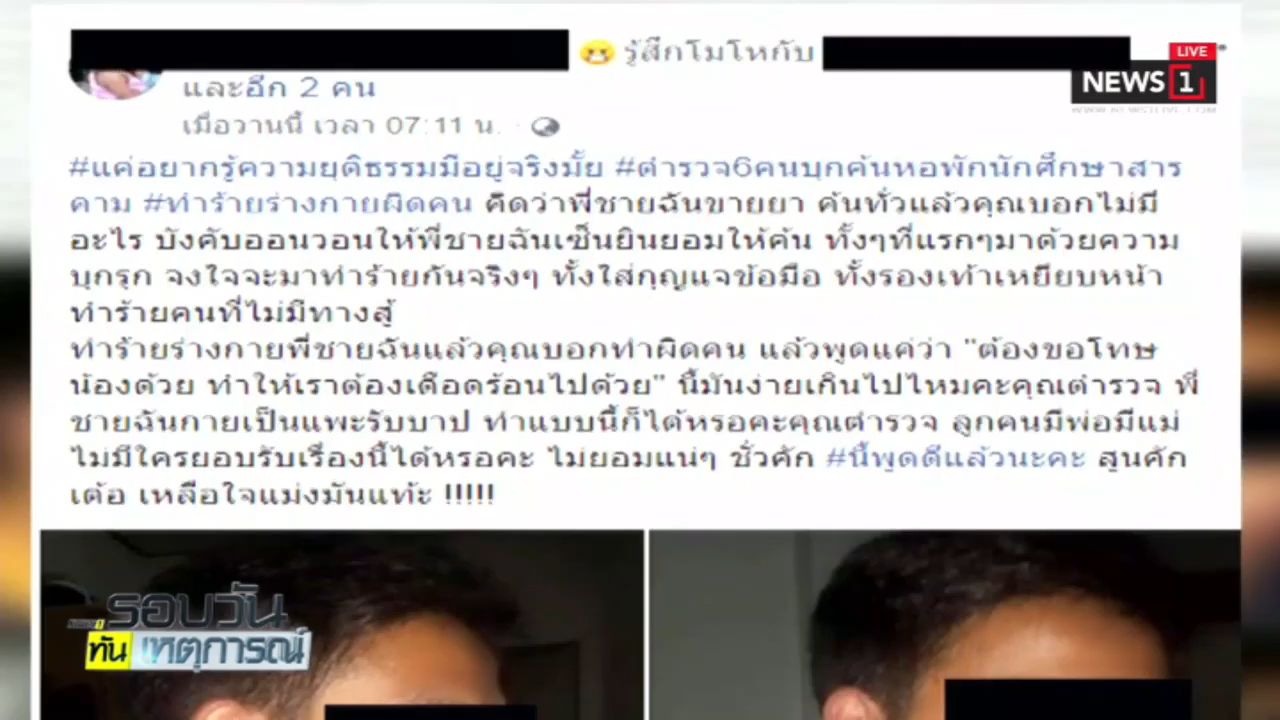 รู้สึกโมโหกับ
LIVE
NEWS 1
และอีก 2 คน
WWW.NEWS1LIVE.COM
เมื่อวานนี้ เวลา 07:11 น.
#แค่อยากรู้ความยุติธรรมมีอยู่จริงมั้ย #ตำรวจ6คนบุกค้นหอพักนักศึกษาสาร
คาม #ทำร้ายร่างกายผิดคน คิดว่าพี่ชายฉันขายยา ค้นทั่วแล้วคุณบอกไม่มี
อะไร บังคับออนวอนให้พี่ชายฉันเซ็นยินยอมให้ค้น ทั้งๆที่แรกๆมาด้วยความ
บุกรุก จงใจจะมาทำร้ายกันจริงๆ ทั้งใส่กุญแจข้อมือ ทั้งรองเท้าเหยียบหน้า
ทำร้ายคนที่ไม่มีทางสู้
ทำร้ายร่างกายพี่ชายฉันแล้วคุณบอกทำผิดคน แล้วพูดแค่ว่า "ต้องขอโทษ
น้องด้วย ทำให้เราต้องเดือดร้อนไปด้วย" นี้มันง่ายเกินไปไหมคะคุณตำรวจ พี่
ชายฉันกายเป็นแพะรับบาป ทำแบบนี้ก็ได้หรอคะคุณตำรวจ ลูกคนมีพ่อมีแม่
ไม่มีใครยอมรับเรื่องนี้ได้หรอคะ ไม่ยอมแน่ๆ ชั่วคัก #นี้พูดดีแล้วนะคะ สูนคัก
เด้อ เหลือใจแม่งมันแท้ะ !!!!!
รอบวัน
ทันเหตุการณ์